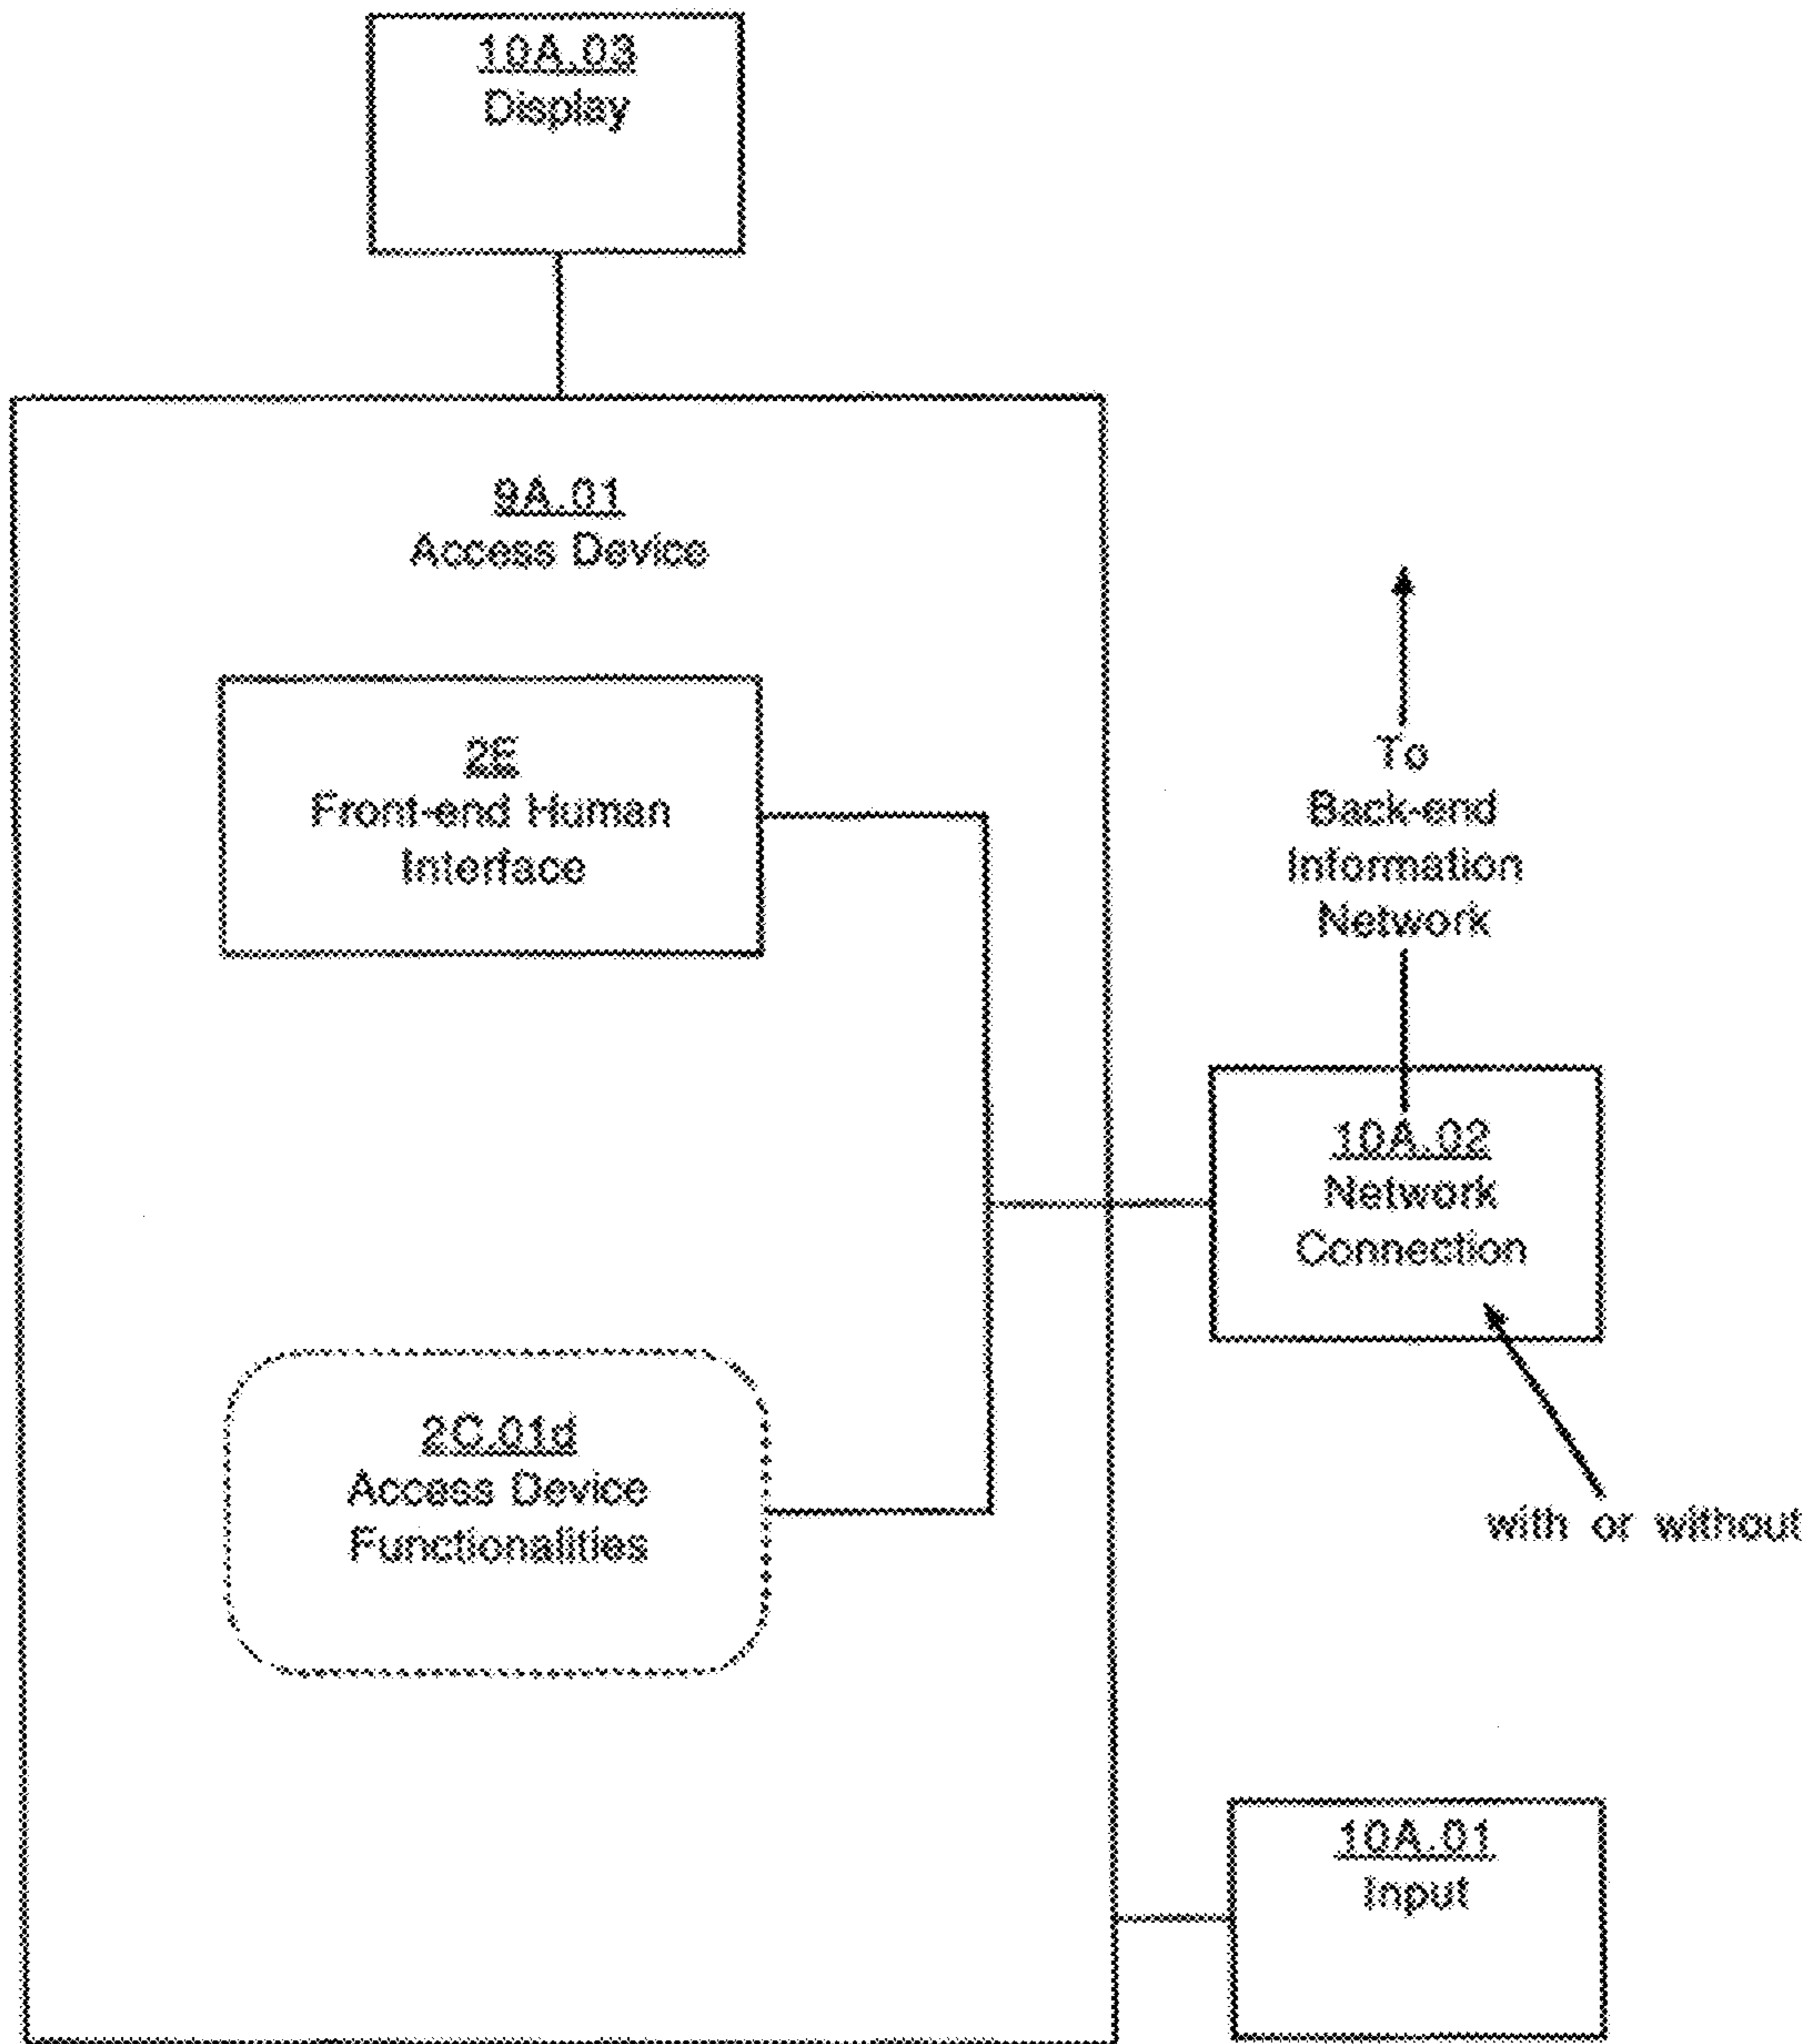 10A.03
Display
9A.01
Access Device
2E
Front-end Human
Interface
To
Back-end
Information
Network
10A.02
Network
Connection
2C.01d
Access Device
Functionalities
with or without
10A.01
Input